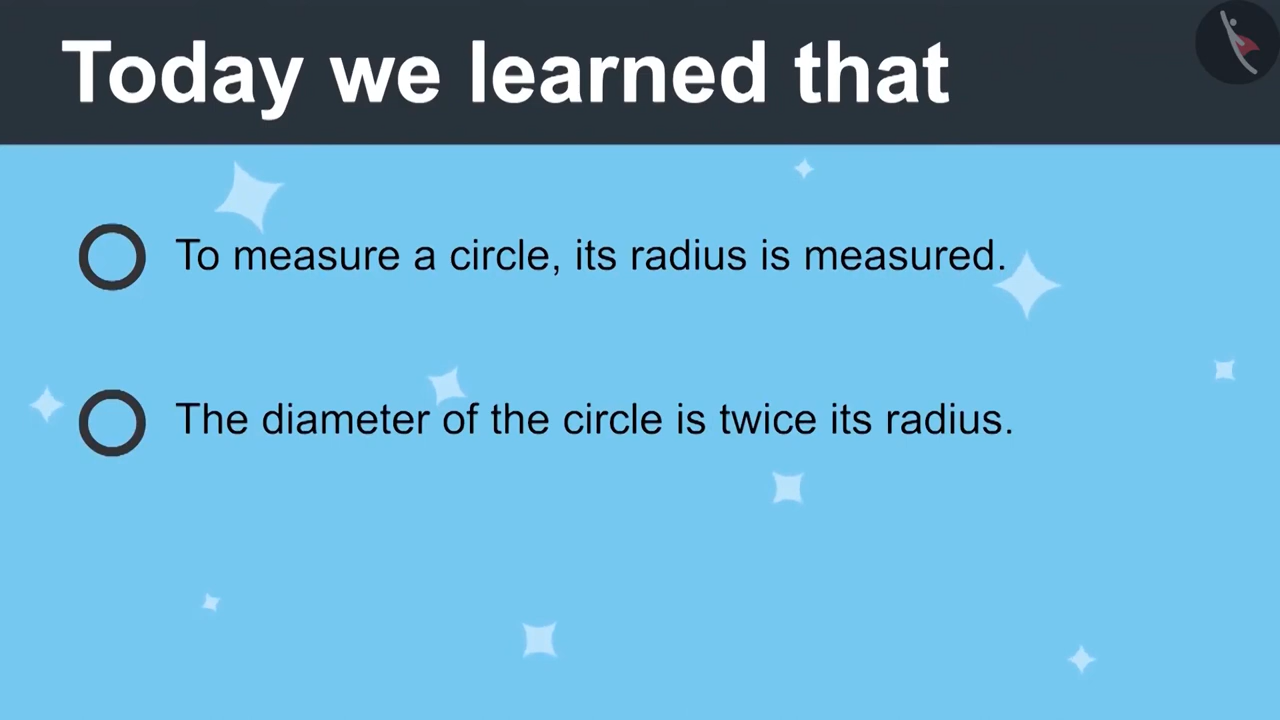 Today we learned that
To measure a circle, its radius is measured.
The diameter of the circle is twice its radius.